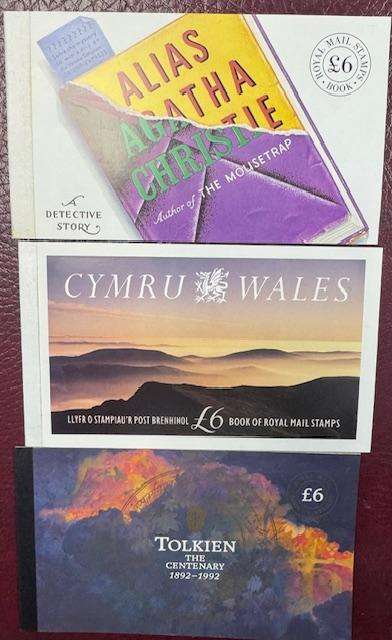 ALIAS
AGATHA
CHRISTIE
Author of THE MOUSETRAP
A
DETECTIVE
STORY
ROYAL MAIL STAMPS
£6
BOOK
CYMRU WALES
LLYFR O STAMPIAU'R POST BRENHINOL £6 BOOK OF ROYAL MAIL STAMPS
£6
TOLKIEN
THE
CENTENARY
1892–1992